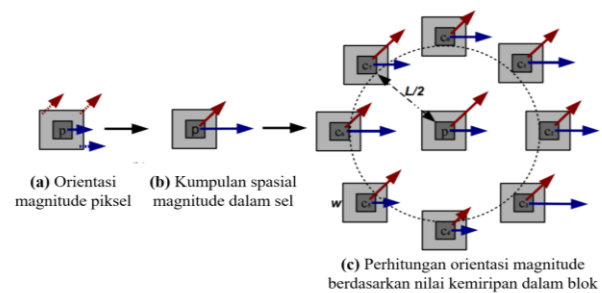 p
p
L/2
p
w
(a) Orientasi
magnitude piksel
(b) Kumpulan spasial
magnitude dalam sel
(c) Perhitungan orientasi magnitude
berdasarkan nilai kemiripan dalam blok